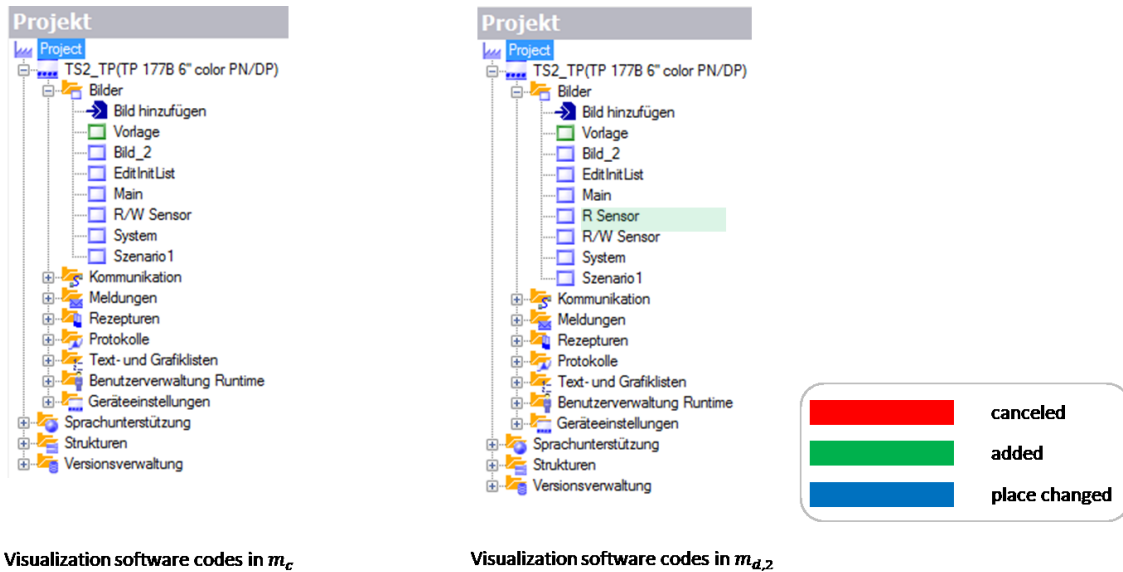 Projekt
Project
TS2_TP(TP 177B 6" color PN/DP)
Bilder
Bild hinzufügen
Vorlage
Bild_2
EditInitList
Main
R/W Sensor
System
Szenario1
Kommunikation
Meldungen
Rezepturen
Protokolle
Text- und Grafiklisten
Benutzerverwaltung Runtime
Geräteeinstellungen
Sprachunterstützung
Strukturen
Versionsverwaltung
Visualization software codes in m_c
Projekt
Project
TS2_TP(TP 177B 6" color PN/DP)
Bilder
Bild hinzufügen
Vorlage
Bild_2
EditInitList
Main
R Sensor
R/W Sensor
System
Szenario1
Kommunikation
Meldungen
Rezepturen
Protokolle
Text- und Grafiklisten
Benutzerverwaltung Runtime
Geräteeinstellungen
Sprachunterstützung
Strukturen
Versionsverwaltung
Visualization software codes in m_{d,2}
canceled
added
place changed